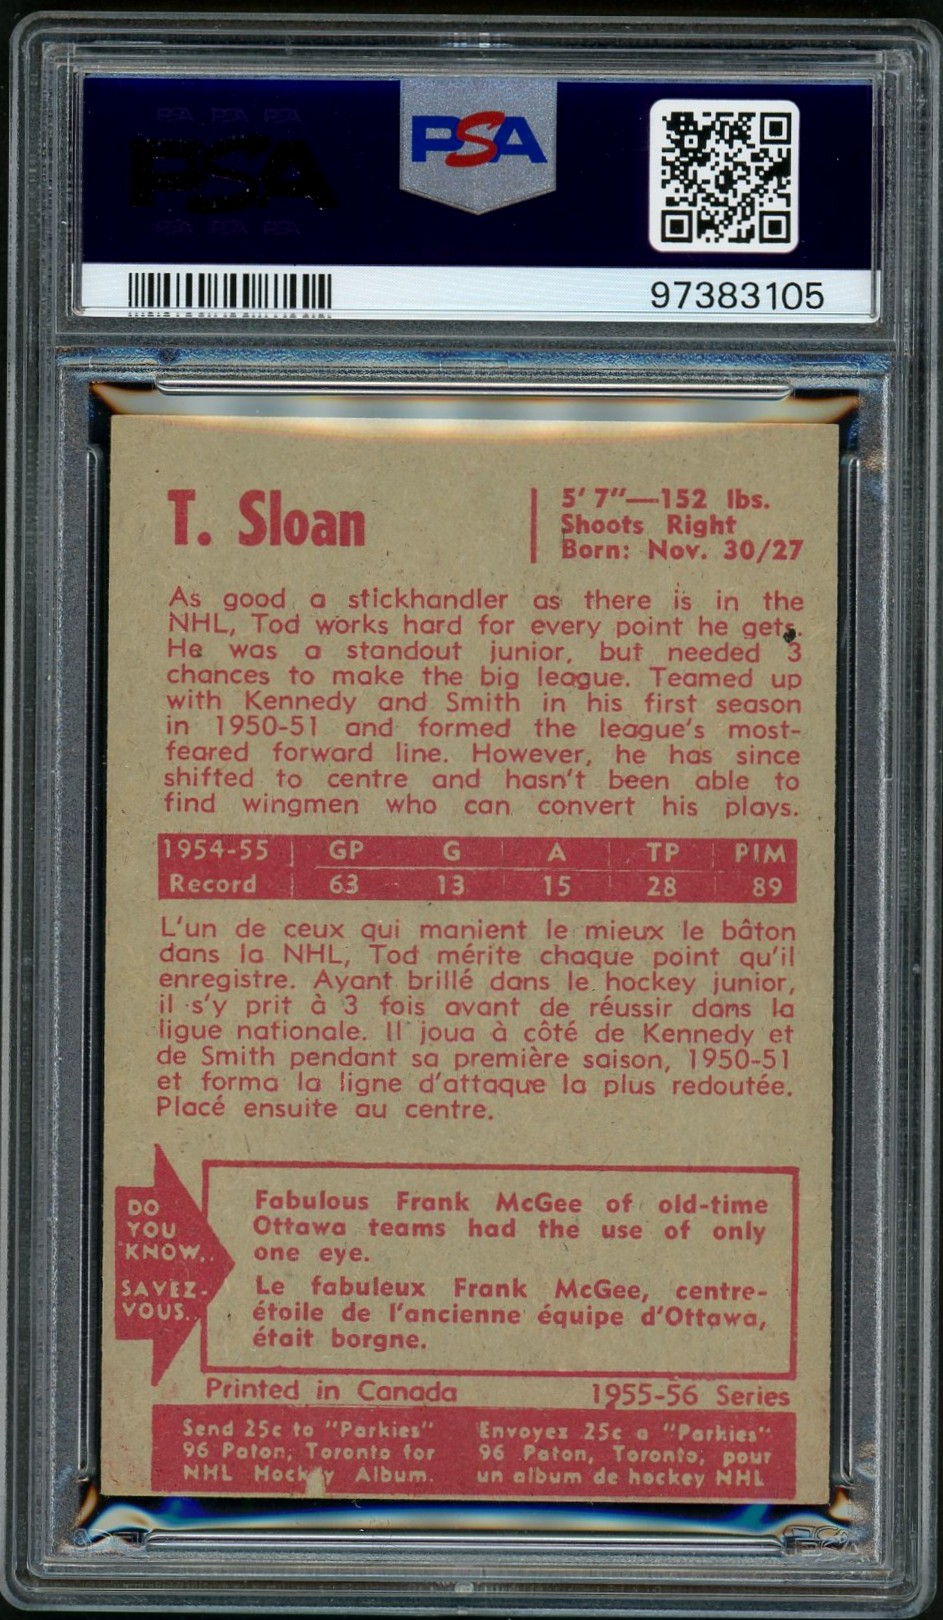 PSA
97383105
T. Sloan
5' 7"—152 lbs.
Shoots Right
Born: Nov. 30/27
As good a stickhandler as there is in the
NHL, Tod works hard for every point he gets.
He was a standout junior, but needed 3
chances to make the big league. Teamed up
with Kennedy and Smith in his first season
in 1950-51 and formed the league's most-
feared forward line. However, he has since
shifted to centre and hasn't been able to
find wingmen who can convert his plays.
1954-55 GP G A TP PIM
Record 63 13 15 28 89
L'un de ceux qui manient le mieux le bâton
dans la NHL, Tod mérite chaque point qu'il
enregistre. Ayant brillé dans le hockey junior,
il s'y prit à 3 fois avant de réussir dans la
ligue nationale. Il joua à côté de Kennedy et
de Smith pendant sa première saison, 1950-51
et forma la ligne d'attaque la plus redoutée.
Placé ensuite au centre.
DO
YOU
KNOW..
SAVEZ-
VOUS..
Fabulous Frank McGee of old-time
Ottawa teams had the use of only
one eye.
Le fabuleux Frank McGee, centre-
étoile de l'ancienne équipe d'Ottawa,
était borgne.
Printed in Canada 1955-56 Series
Send 25c to "Parkies"
96 Paton, Toronto for
NHL Hockey Album.
Envoyez 25c a "Parkies"
96 Paton, Toronto, pour
un album de hockey NHL